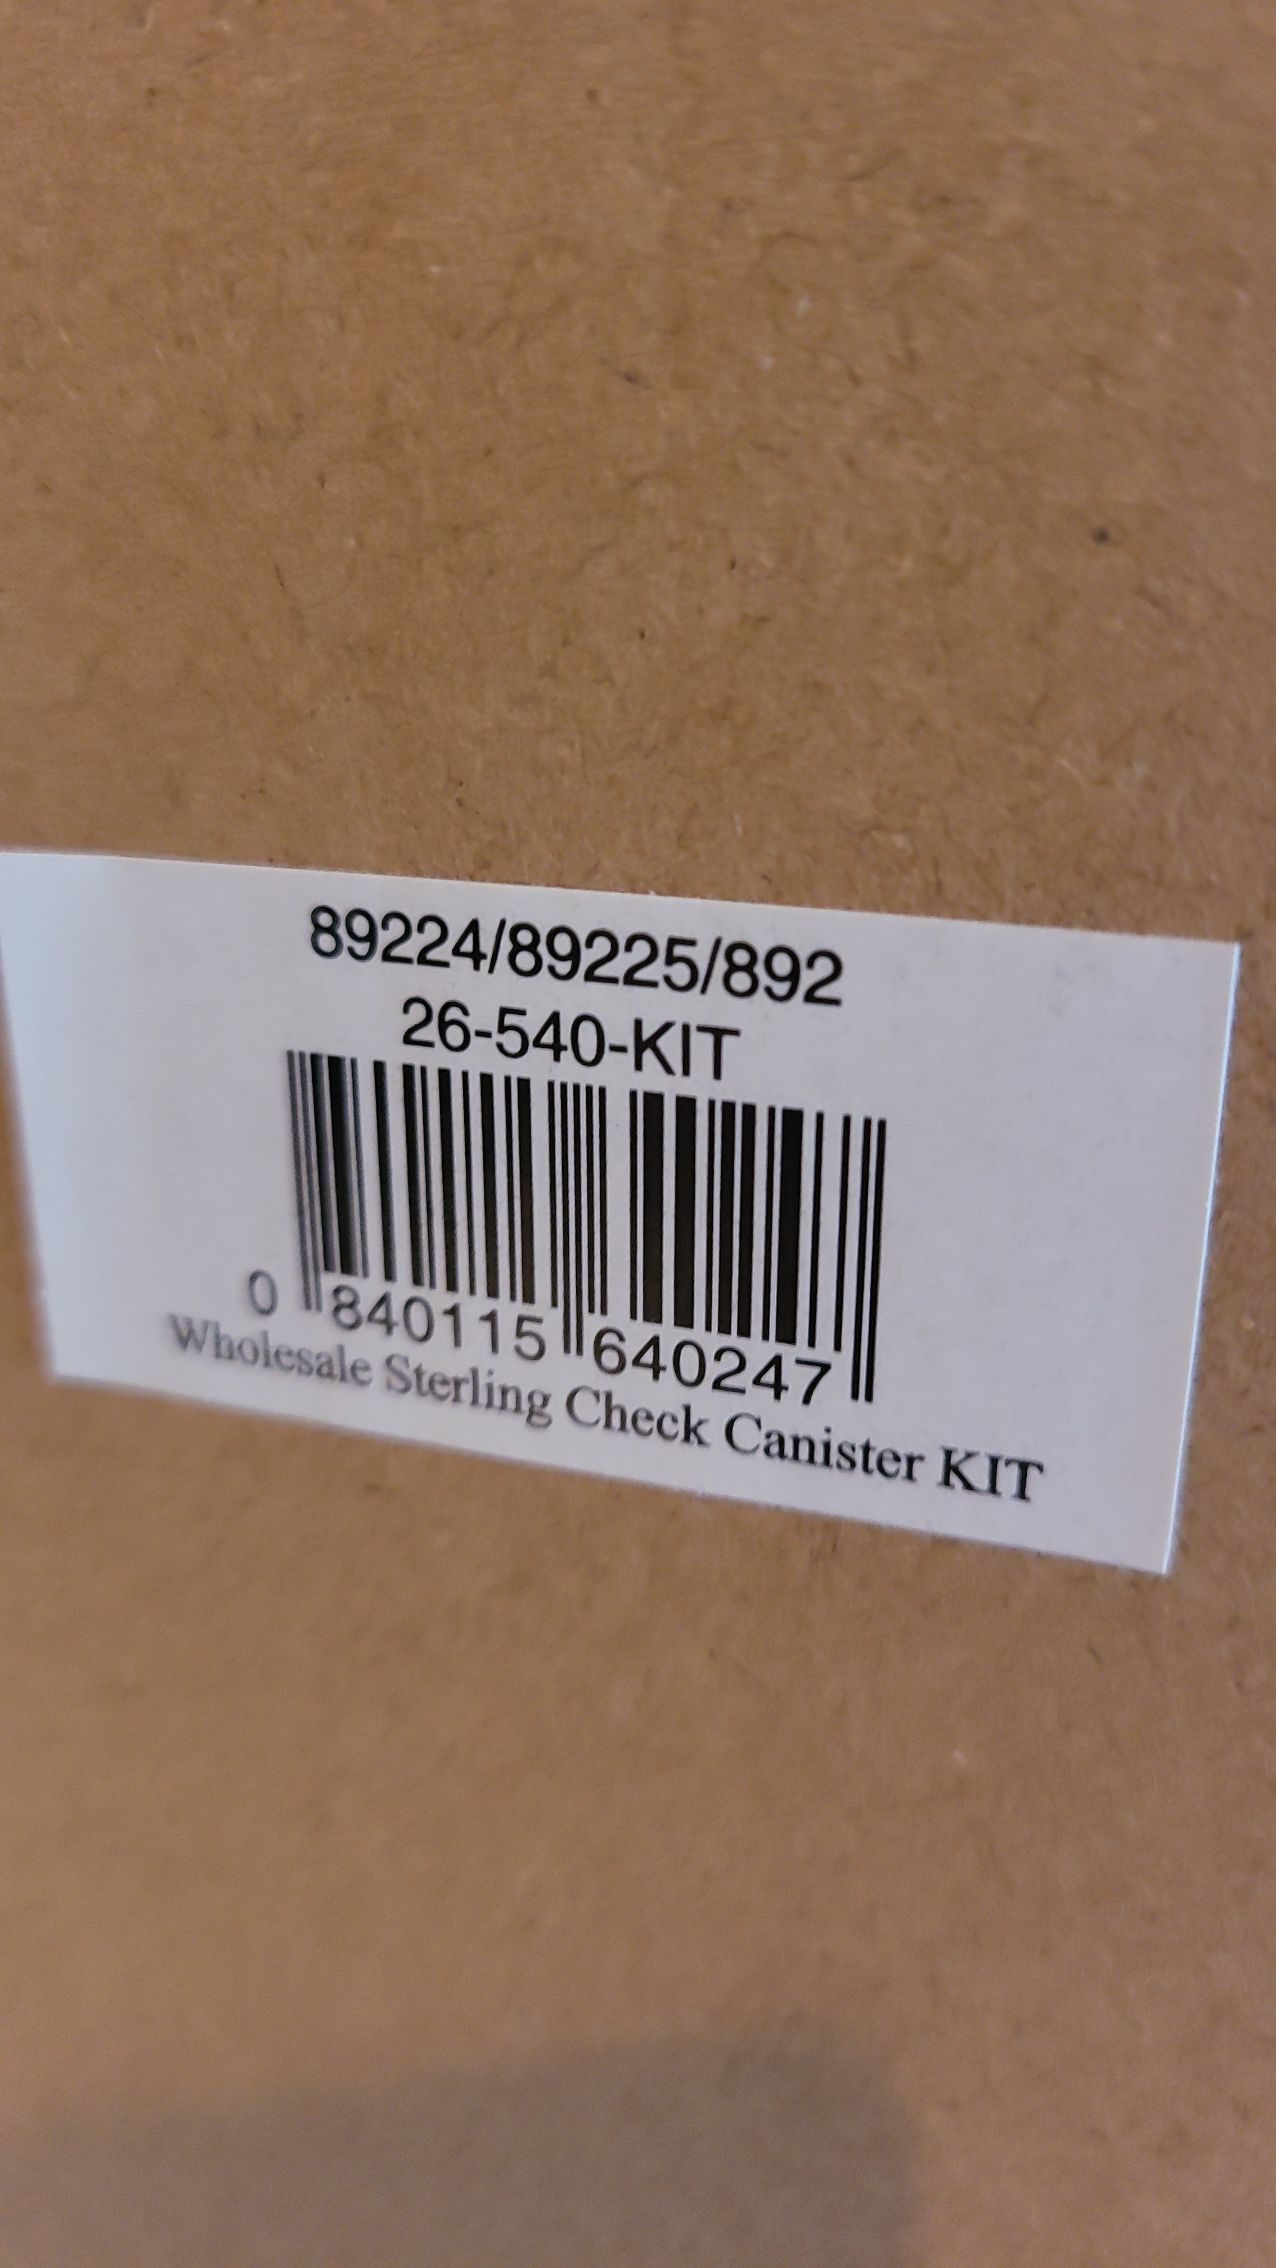 89224/89225/892
26-540-KIT
0 840115 640247
Wholesale Sterling Check Canister KIT